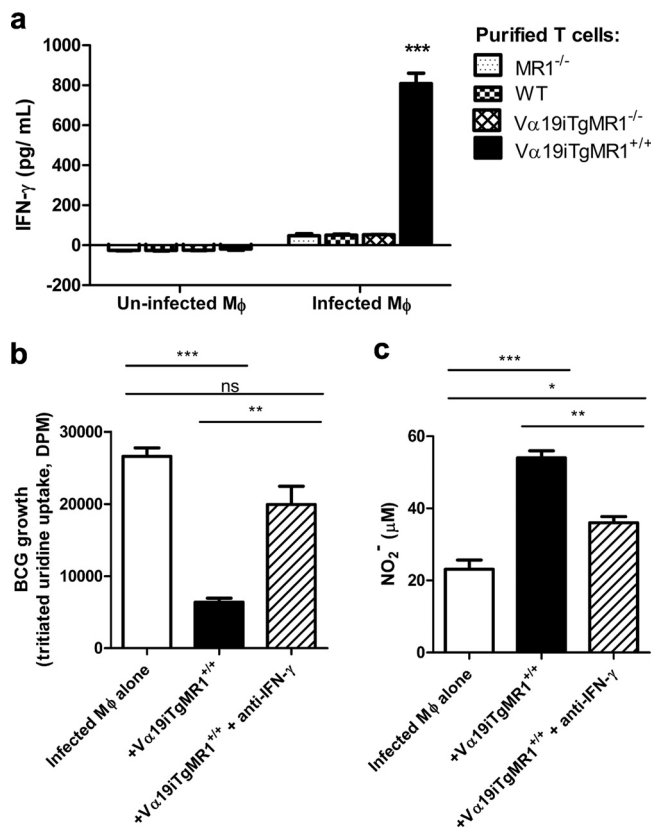 a
1000
800
600
400
200
0
-200
IFN-γ (pg/ mL)
***
Un-infected Mϕ
Infected Mϕ
Purified T cells:
MR1-/-
WT
Vα19iTgMR1-/-
Vα19iTgMR1+/+
b
***
ns
**
30000
20000
10000
0
BCG growth
(tritiated uridine uptake, DPM)
Infected Mϕ alone
+Vα19iTgMR1+/+
+Vα19iTgMR1+/+ + anti-IFN-γ
c
***
*
**
60
40
20
0
NO2- (μM)
Infected Mϕ alone
+Vα19iTgMR1+/+
+Vα19iTgMR1+/+ + anti-IFN-γ